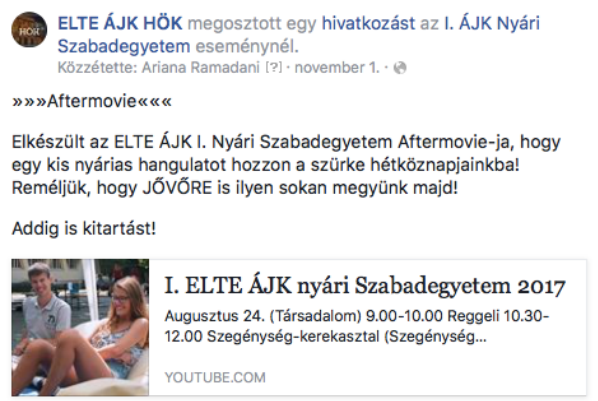 HÖK
ELTE ÁJK HÖK megosztott egy hivatkozást az I. ÁJK Nyári
Szabadegyetem eseménynél.
Közzétette: Ariana Ramadani [?] · november 1. ·
»»»Aftermovie«««
Elkészült az ELTE ÁJK I. Nyári Szabadegyetem Aftermovie-ja, hogy
egy kis nyárias hangulatot hozzon a szürke hétköznapjainkba!
Reméljük, hogy JŐVŐRE is ilyen sokan megyünk majd!
Addig is kitartást!
I. ELTE ÁJK nyári Szabadegyetem 2017
Augusztus 24. (Társadalom) 9.00-10.00 Reggeli 10.30-
12.00 Szegénység-kerekasztal (Szegénység...
YOUTUBE.COM